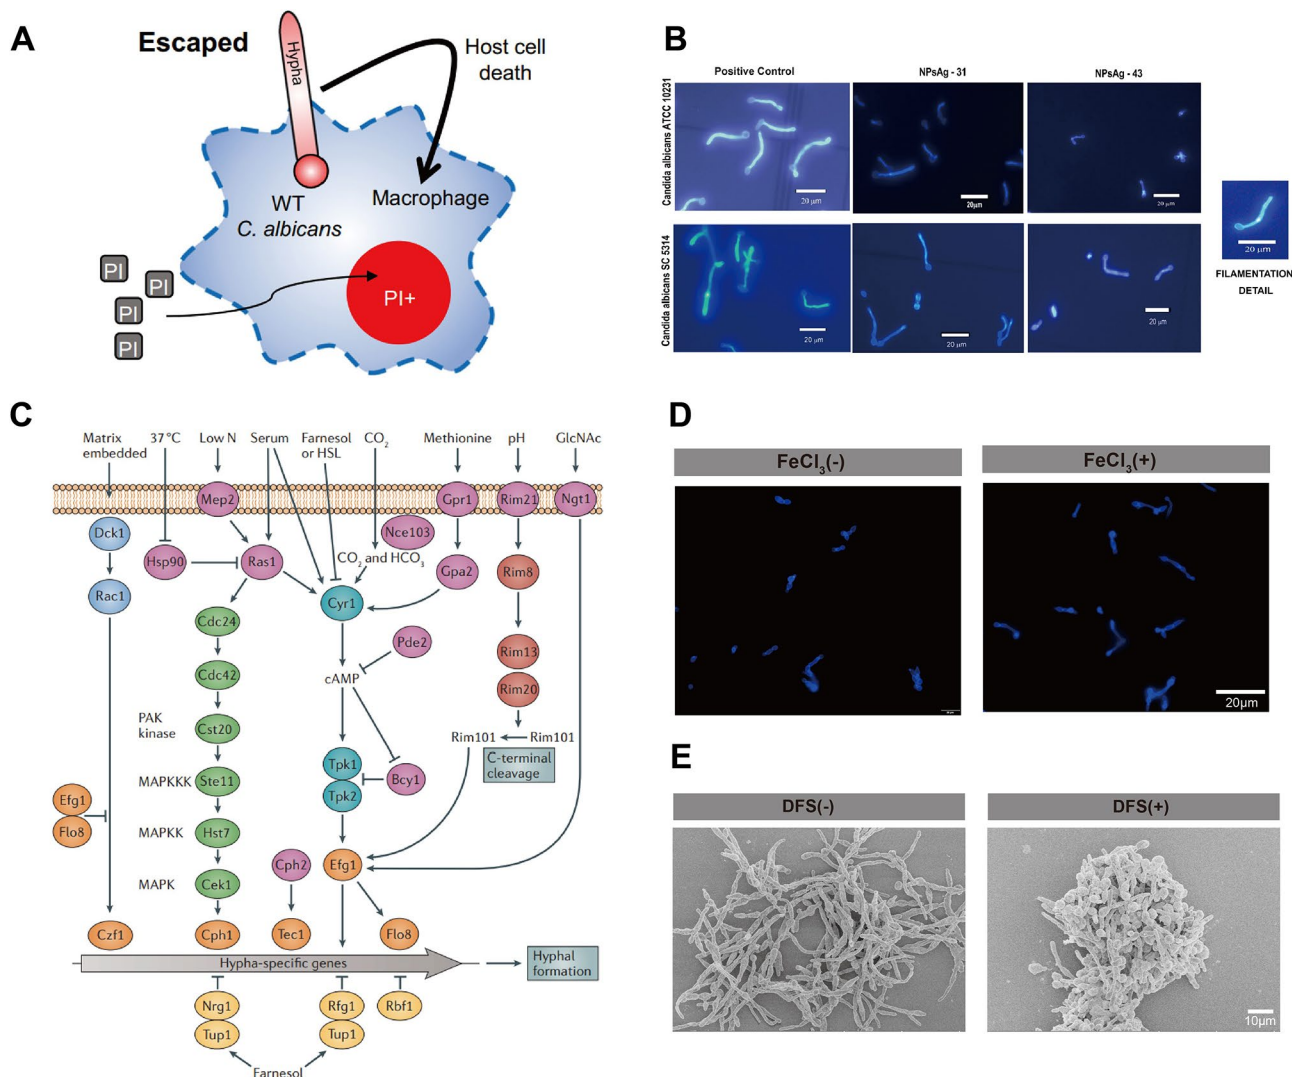 A
Escaped
Hypha
Host cell
death
WT
C. albicans
Macrophage
PI
PI
PI
PI
PI+
B
Positive Control
NPsAg - 31
NPsAg - 43
Candida albicans ATCC 10231
20 µm
20µm
20 µm
Candida albicans SC 5314
20 µm
20 µm
20 µm
20 µm
FILAMENTATION
DETAIL
C
Matrix
embedded
37 °C
Low N
Serum
Farnesol
or HSL
CO2
Methionine
pH
GlcNAc
Mep2
Gpr1
Rim21
Ngt1
Dck1
Nce103
Hsp90
Ras1
CO2 and HCO3
Gpa2
Rim8
Rac1
Cyr1
Cdc24
Pde2
Rim13
Cdc42
cAMP
Rim20
PAK
kinase
Cst20
Rim101
Rim101
C-terminal
cleavage
Tpk1
Tpk2
Bcy1
MAPKKK
Ste11
Efg1
Flo8
MAPKK
Hst7
Cph2
Efg1
MAPK
Cek1
Czf1
Cph1
Tec1
Flo8
Hypha-specific genes
Hyphal
formation
Nrg1
Tup1
Rfg1
Tup1
Rbf1
Farnesol
D
FeCl3(-)
FeCl3(+)
20µm
E
DFS(-)
DFS(+)
10µm